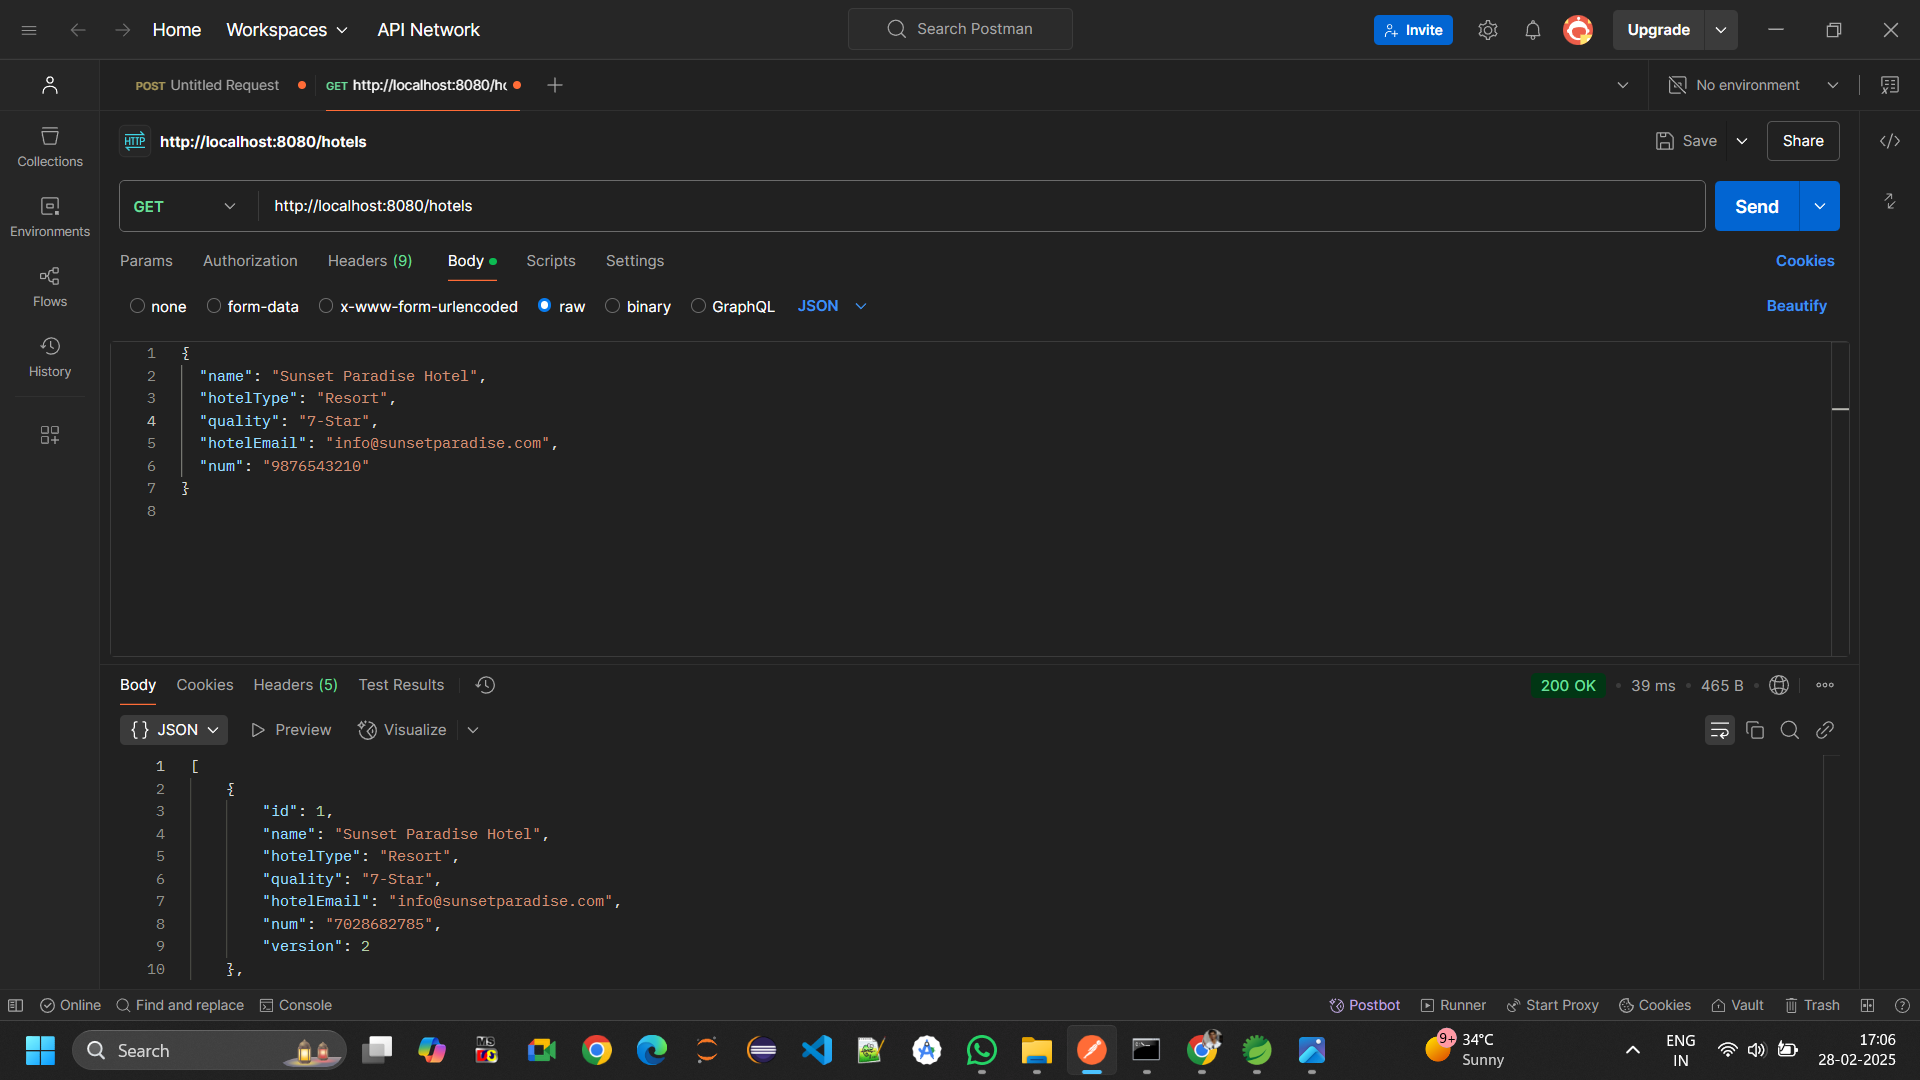 Home Workspaces API Network Search Postman Invite Upgrade
POST Untitled Request GET http://localhost:8080/h No environment
HTTP http://localhost:8080/hotels Save Share
Collections
GET http://localhost:8080/hotels Send
Environments
Params Authorization Headers (9) Body Scripts Settings Cookies
Flows
none form-data x-www-form-urlencoded raw binary GraphQL JSON Beautify
History
1 {
2 "name": "Sunset Paradise Hotel",
3 "hotelType": "Resort",
4 "quality": "7-Star",
5 "hotelEmail": "info@sunsetparadise.com",
6 "num": "9876543210"
7 }
8
Body Cookies Headers (5) Test Results 200 OK 39 ms 465 B
{} JSON Preview Visualize
1 [
2 {
3 "id": 1,
4 "name": "Sunset Paradise Hotel",
5 "hotelType": "Resort",
6 "quality": "7-Star",
7 "hotelEmail": "info@sunsetparadise.com",
8 "num": "7028682785",
9 "version": 2
10 },
Online Find and replace Console Postbot Runner Start Proxy Cookies Vault Trash
Search 9+ 34°C ENG 17:06
Sunny IN 28-02-2025